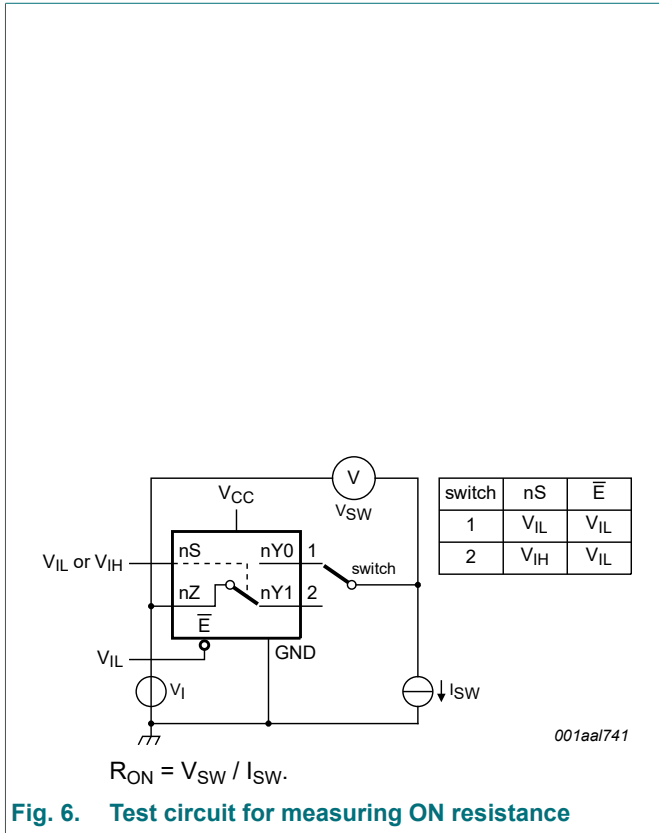 V
VSW
VCC
switch nS E̅
1 VIL VIL
2 VIH VIL
VIL or VIH
nS nY0 1
switch
nZ nY1 2
E̅
VIL
GND
VI
ISW
001aal741
RON = VSW / ISW.
Fig. 6. Test circuit for measuring ON resistance